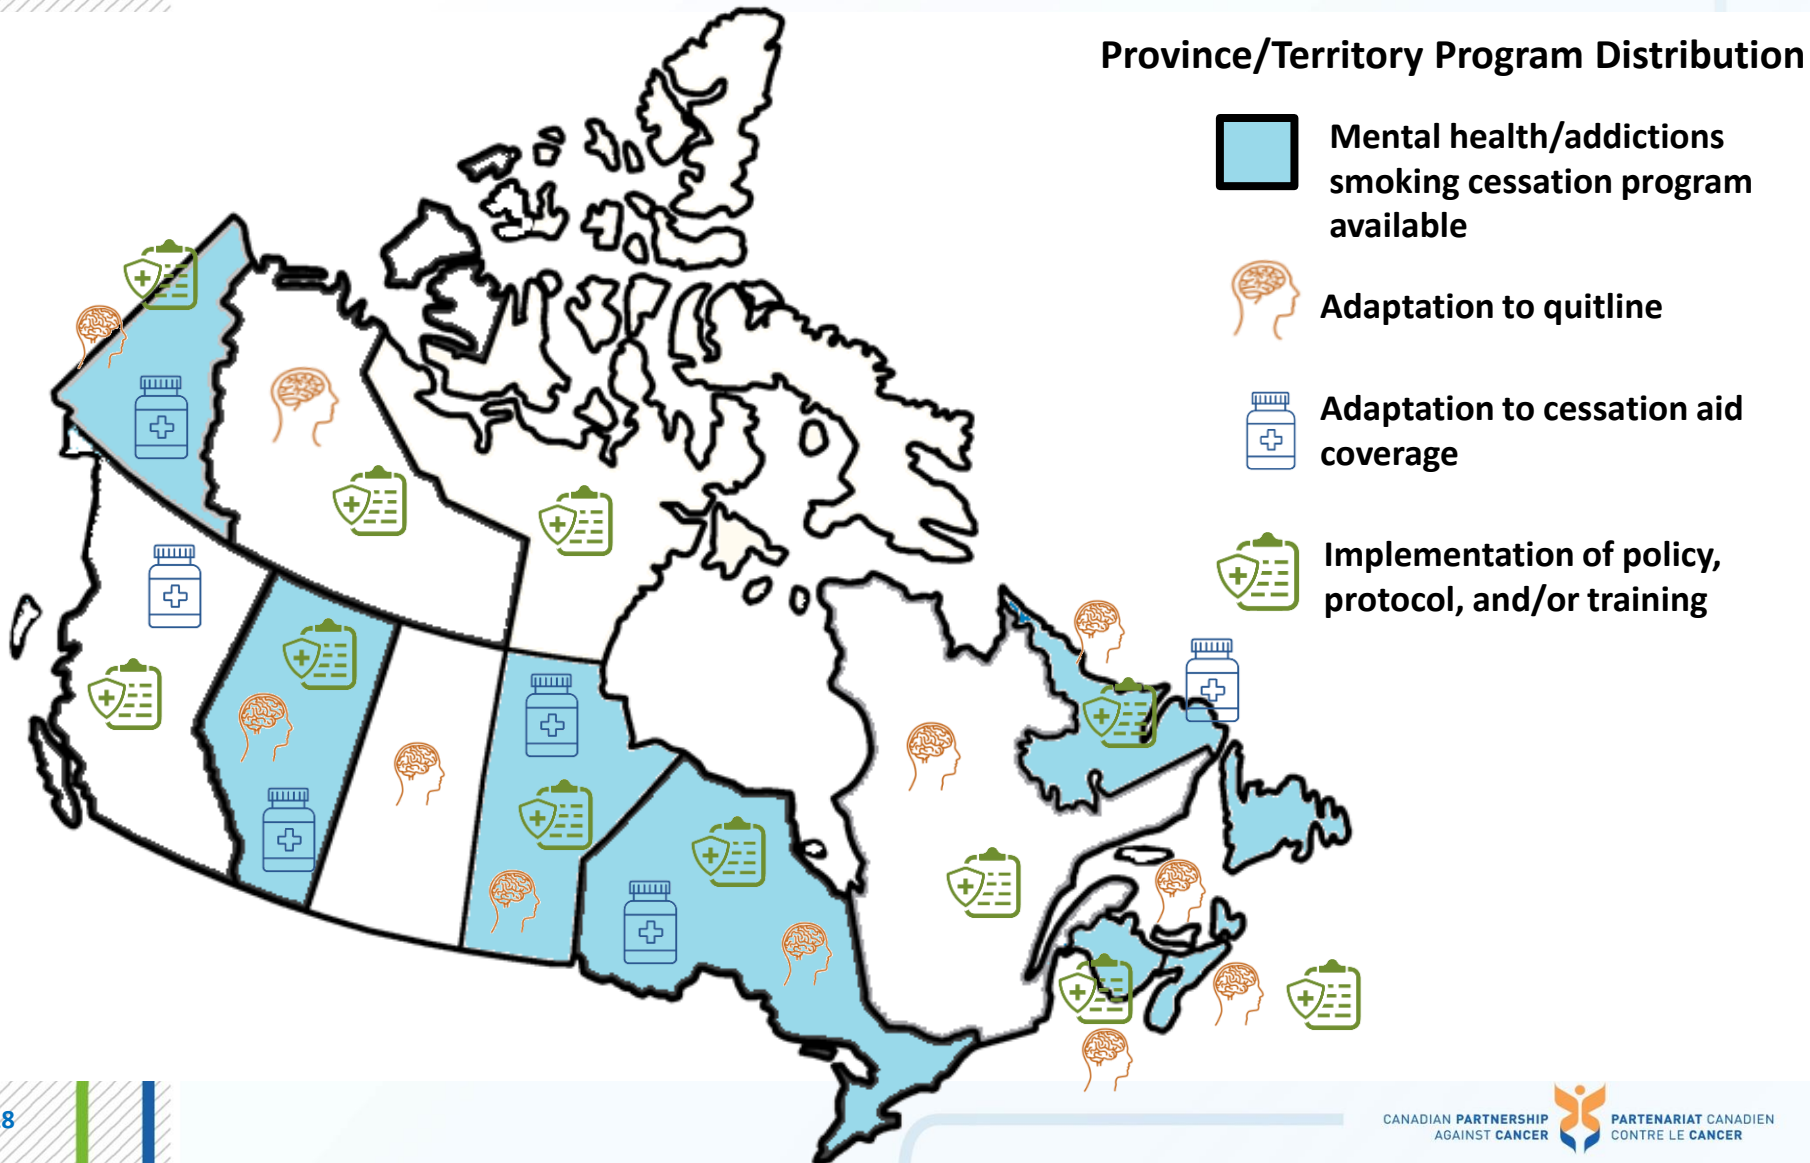 Province/Territory Program Distribution
Mental health/addictions
smoking cessation program
available
Adaptation to quitline
Adaptation to cessation aid
coverage
Implementation of policy,
protocol, and/or training
8
CANADIAN PARTNERSHIP
AGAINST CANCER
PARTENARIAT CANADIEN
CONTRE LE CANCER